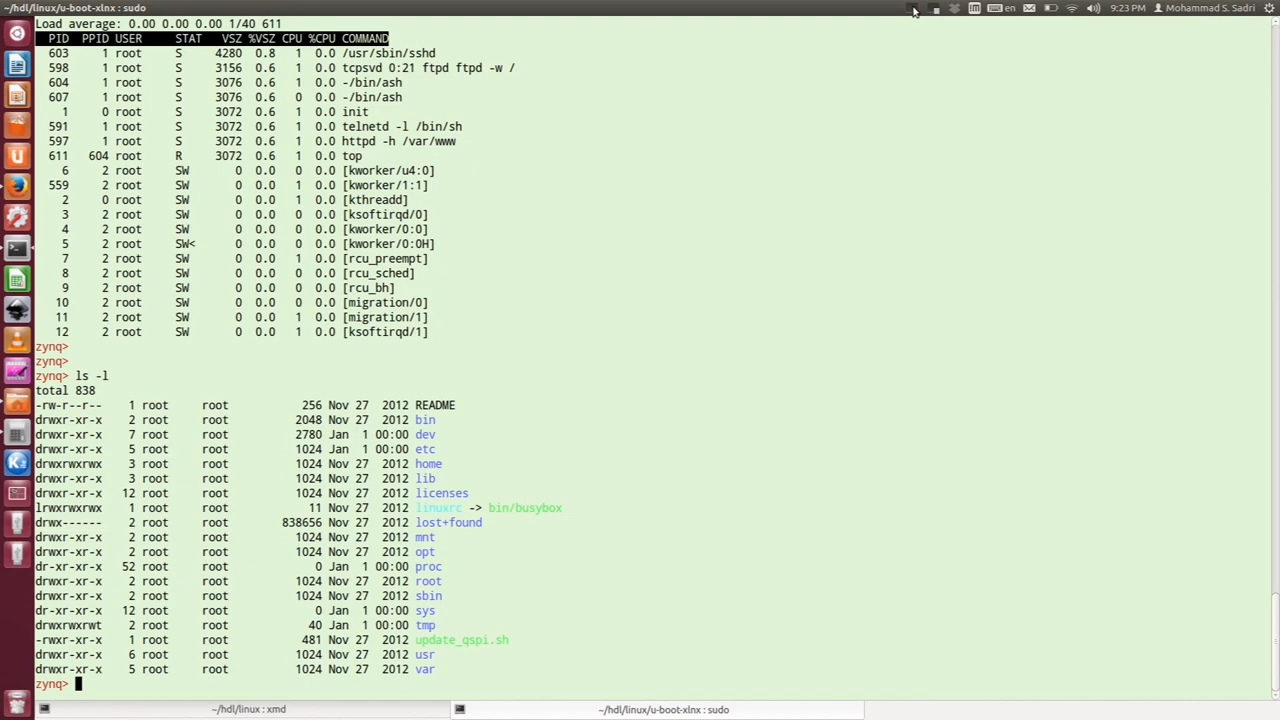 ~/hdl/linux/u-boot-xlnx : sudo
en
9:23 PM
Mohammad S. Sadri
Load average: 0.00 0.00 0.00 1/40 611
PID PPID USER STAT VSZ %VSZ CPU %CPU COMMAND
603 1 root S 4280 0.8 1 0.0 /usr/sbin/sshd
598 1 root S 3156 0.6 1 0.0 tcpsvd 0:21 ftpd ftpd -w /
604 1 root S 3076 0.6 1 0.0 -/bin/ash
607 1 root S 3076 0.6 0 0.0 -/bin/ash
1 0 root S 3072 0.6 1 0.0 init
591 1 root S 3072 0.6 1 0.0 telnetd -l /bin/sh
597 1 root S 3072 0.6 1 0.0 httpd -h /var/www
611 604 root R 3072 0.6 1 0.0 top
6 2 root SW 0 0.0 0 0.0 [kworker/u4:0]
559 2 root SW 0 0.0 1 0.0 [kworker/1:1]
2 0 root SW 0 0.0 1 0.0 [kthreadd]
3 2 root SW 0 0.0 0 0.0 [ksoftirqd/0]
4 2 root SW 0 0.0 0 0.0 [kworker/0:0]
5 2 root SW< 0 0.0 0 0.0 [kworker/0:0H]
7 2 root SW 0 0.0 1 0.0 [rcu_preempt]
8 2 root SW 0 0.0 0 0.0 [rcu_sched]
9 2 root SW 0 0.0 0 0.0 [rcu_bh]
10 2 root SW 0 0.0 0 0.0 [migration/0]
11 2 root SW 0 0.0 1 0.0 [migration/1]
12 2 root SW 0 0.0 1 0.0 [ksoftirqd/1]
zynq>
zynq>
zynq> ls -l
total 838
-rw-r--r-- 1 root root 256 Nov 27 2012 README
drwxr-xr-x 2 root root 2048 Nov 27 2012 bin
drwxr-xr-x 7 root root 2780 Jan 1 00:00 dev
drwxr-xr-x 5 root root 1024 Jan 1 00:00 etc
drwxrwxrwx 3 root root 1024 Nov 27 2012 home
drwxr-xr-x 3 root root 1024 Nov 27 2012 lib
drwxr-xr-x 12 root root 1024 Nov 27 2012 licenses
lrwxrwxrwx 1 root root 11 Nov 27 2012 linuxrc -> bin/busybox
drwx------ 2 root root 838656 Nov 27 2012 lost+found
drwxr-xr-x 2 root root 1024 Nov 27 2012 mnt
drwxr-xr-x 2 root root 1024 Nov 27 2012 opt
dr-xr-xr-x 52 root root 0 Jan 1 00:00 proc
drwxr-xr-x 2 root root 1024 Nov 27 2012 root
drwxr-xr-x 2 root root 1024 Nov 27 2012 sbin
dr-xr-xr-x 12 root root 0 Jan 1 00:00 sys
drwxrwxrwt 2 root root 40 Jan 1 00:00 tmp
-rwxr-xr-x 1 root root 481 Nov 27 2012 update_qspi.sh
drwxr-xr-x 6 root root 1024 Nov 27 2012 usr
drwxr-xr-x 5 root root 1024 Nov 27 2012 var
zynq>
~/hdl/linux : xmd
~/hdl/linux/u-boot-xlnx : sudo